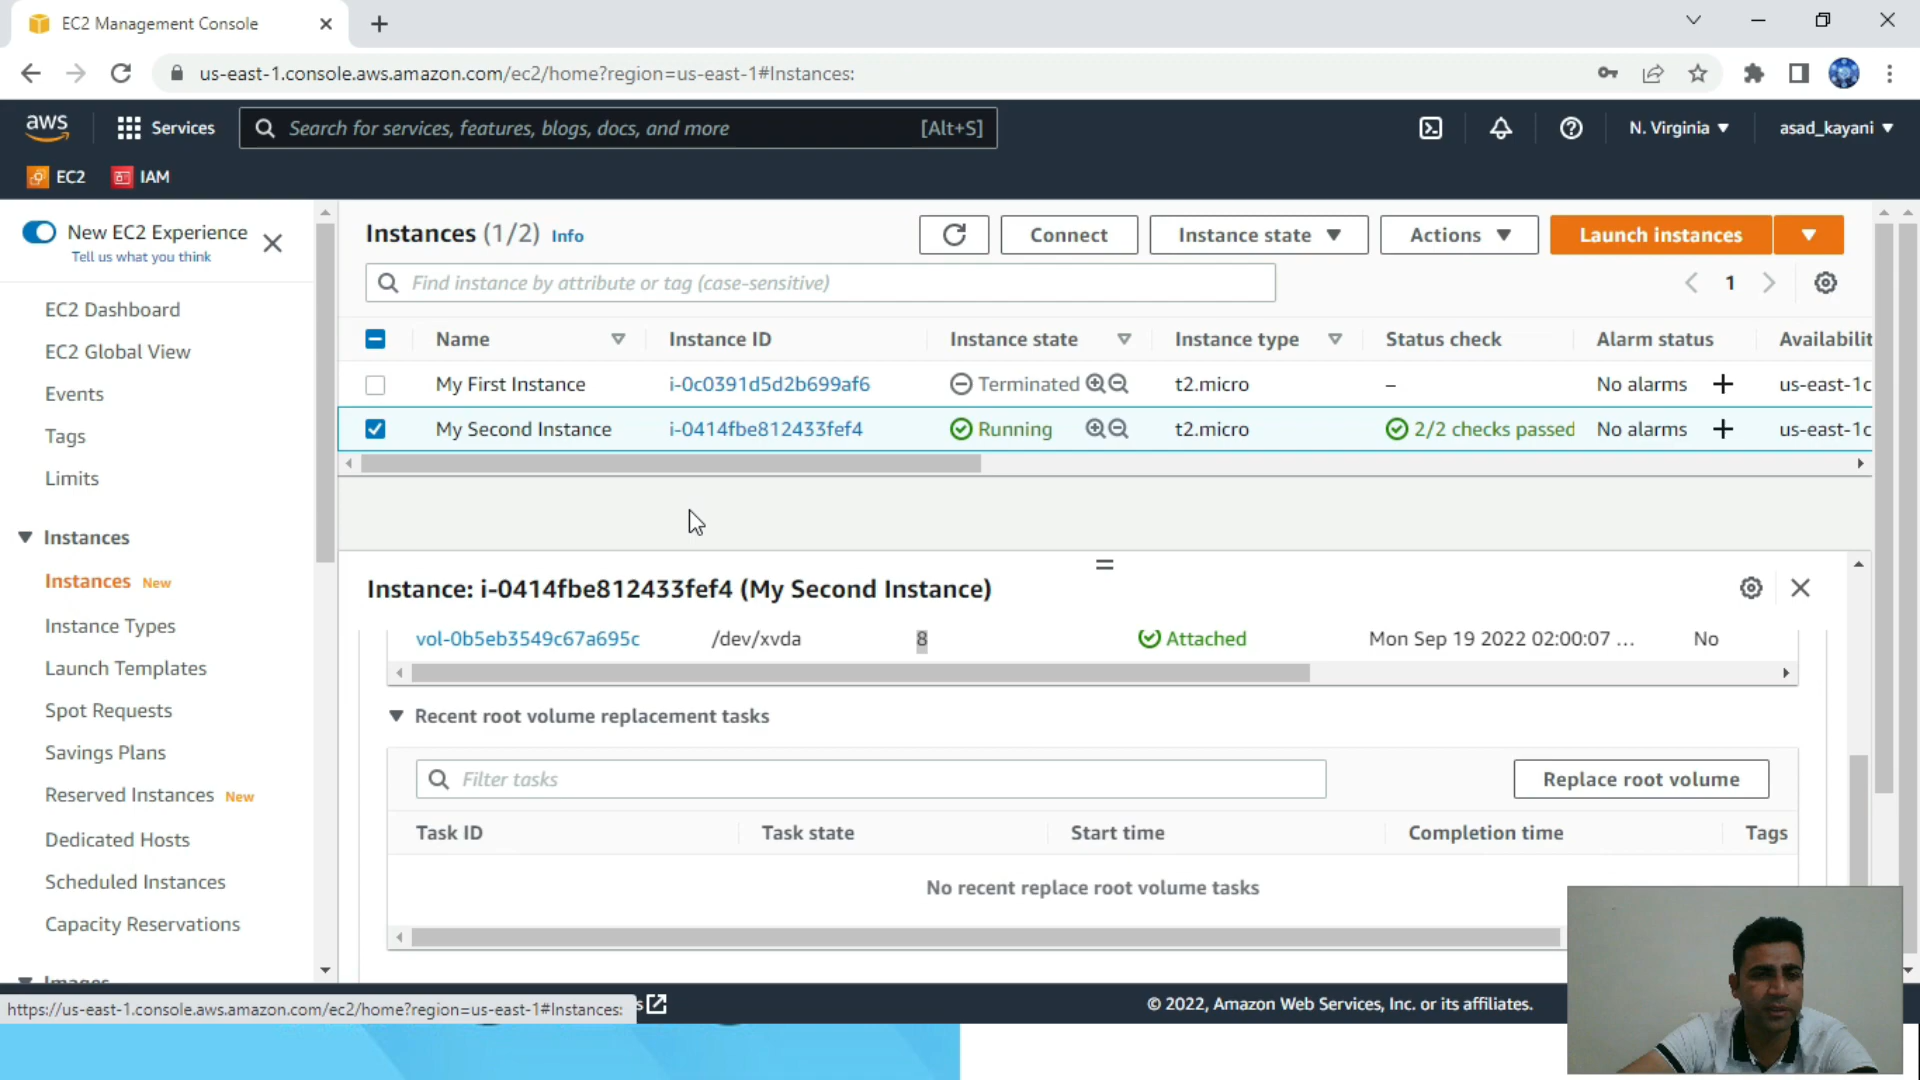 EC2 Management Console
us-east-1.console.aws.amazon.com/ec2/home?region=us-east-1#Instances:
aws
Services
Search for services, features, blogs, docs, and more
[Alt+S]
N. Virginia
asad_kayani
EC2
IAM
New EC2 Experience
Tell us what you think
EC2 Dashboard
EC2 Global View
Events
Tags
Limits
Instances
Instances New
Instance Types
Launch Templates
Spot Requests
Savings Plans
Reserved Instances New
Dedicated Hosts
Scheduled Instances
Capacity Reservations
Images
Instances (1/2) Info
Connect
Instance state
Actions
Launch instances
Find instance by attribute or tag (case-sensitive)
1
Name Instance ID Instance state Instance type Status check Alarm status Availabilit
My First Instance i-0c0391d5d2b699af6 Terminated t2.micro – No alarms + us-east-1c
My Second Instance i-0414fbe812433fef4 Running t2.micro 2/2 checks passed No alarms + us-east-1c
Instance: i-0414fbe812433fef4 (My Second Instance)
vol-0b5eb3549c67a695c /dev/xvda 8 Attached Mon Sep 19 2022 02:00:07 ... No
Recent root volume replacement tasks
Filter tasks
Replace root volume
Task ID Task state Start time Completion time Tags
No recent replace root volume tasks
https://us-east-1.console.aws.amazon.com/ec2/home?region=us-east-1#Instances:
s
© 2022, Amazon Web Services, Inc. or its affiliates.